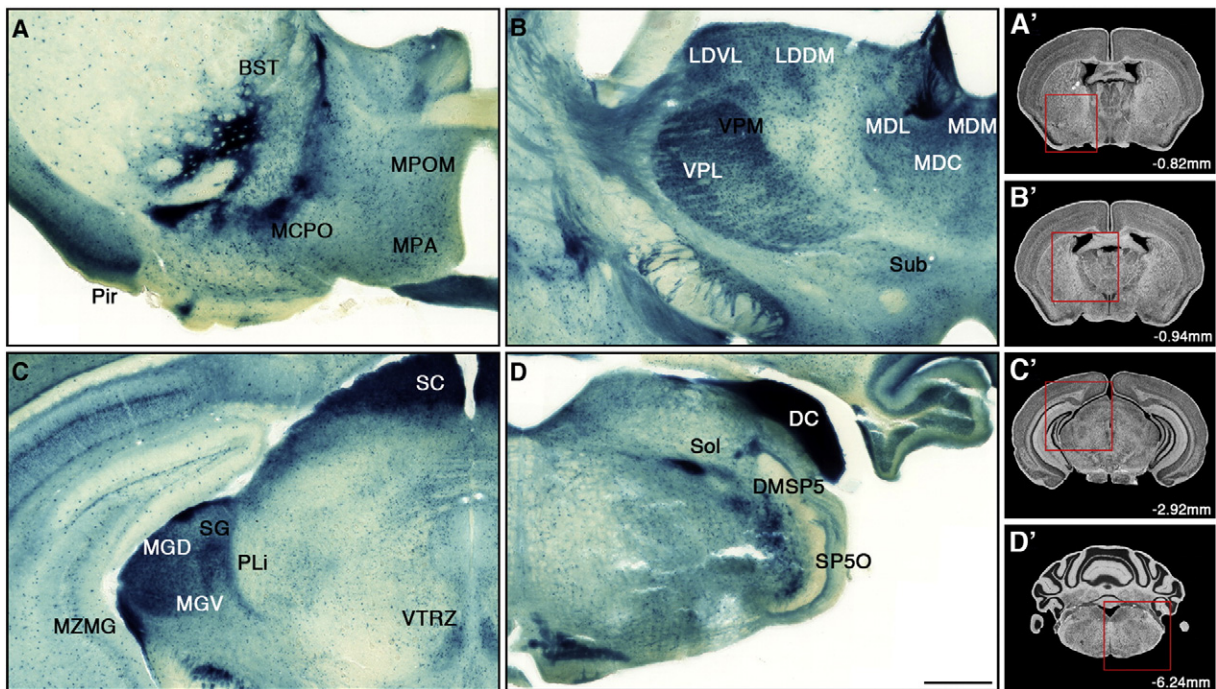 A
BST
MPOM
MCPO
MPA
Pir
B
LDVL LDDM
VPM
MDL MDM
VPL
MDC
Sub
A'
-0.82mm
B'
-0.94mm
C
SC
SG
MGD
PLi
MGV
MZMG
VTRZ
D
DC
Sol
DMSP5
SP5O
C'
-2.92mm
D'
-6.24mm